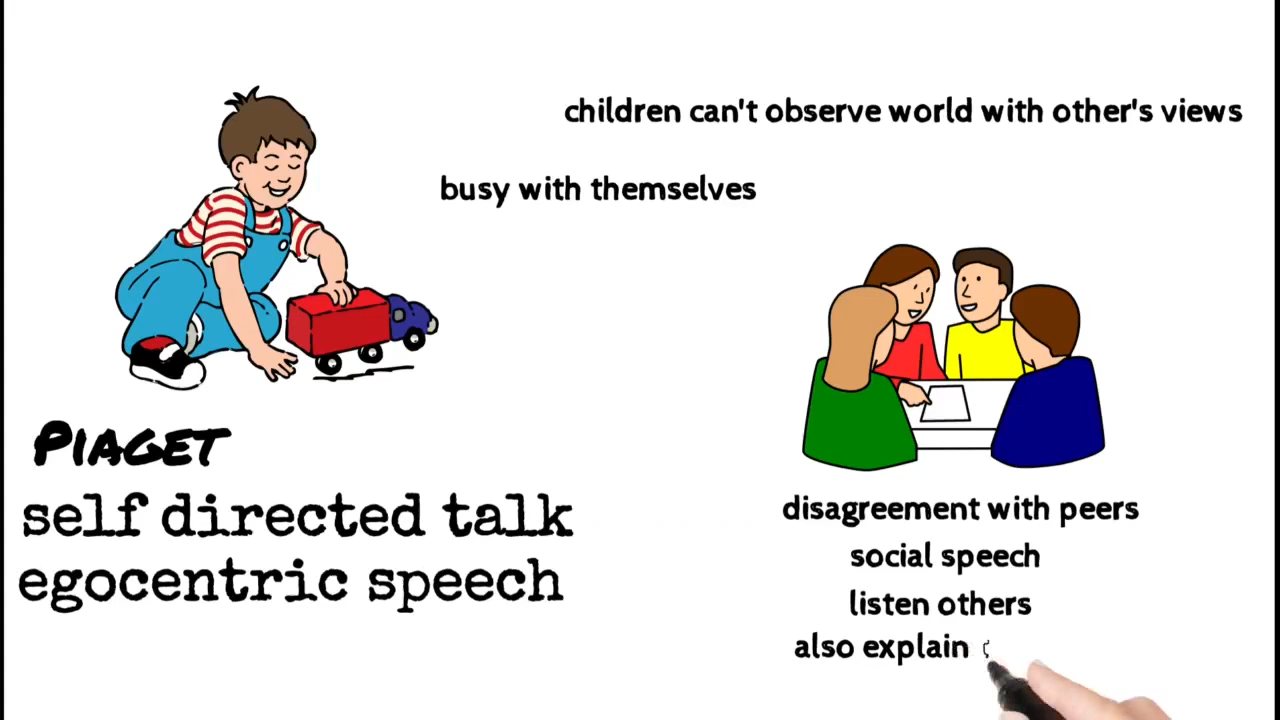 children can't observe world with other's views
busy with themselves
Piaget
self directed talk
egocentric speech
disagreement with peers
social speech
listen others
also explain